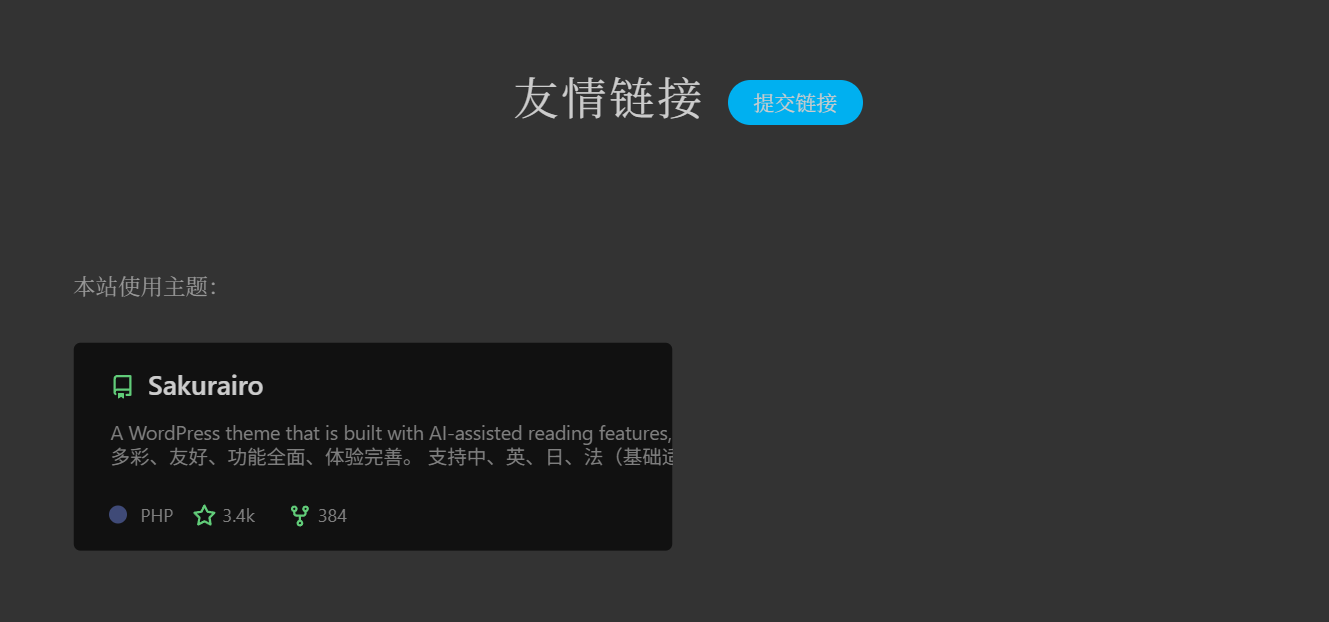 友情链接
提交链接
本站使用主题：
Sakurairo
A WordPress theme that is built with AI-assisted reading features,
多彩、友好、功能全面、体验完善。 支持中、英、日、法（基础适
PHP 3.4k 384